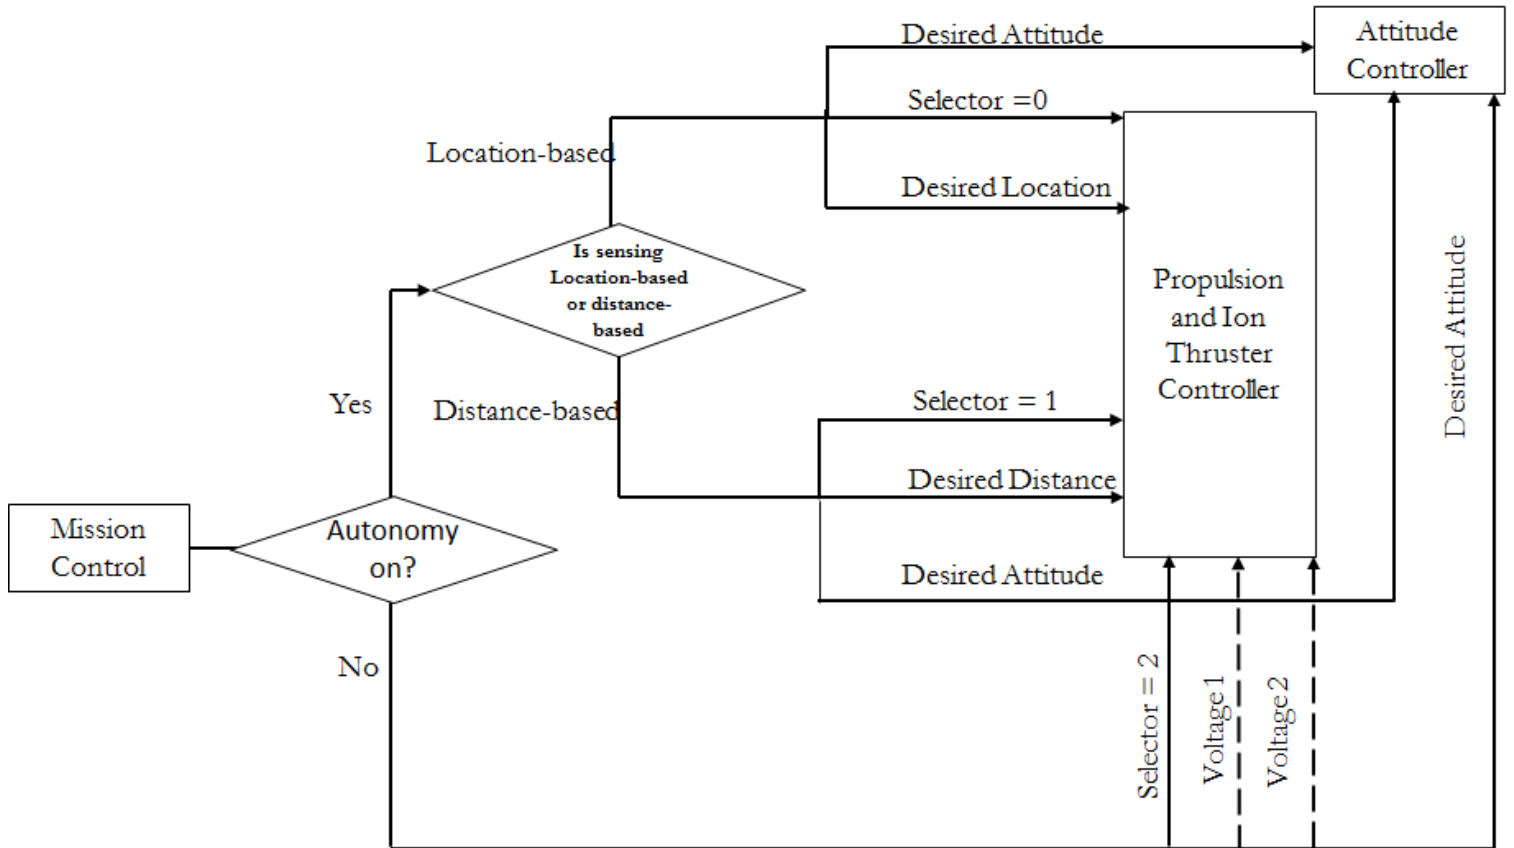 Desired Attitude
Attitude
Controller
Selector =0
Location-based
Desired Location
Is sensing
Location-based
or distance-
based
Propulsion
and Ion
Thruster
Controller
Desired Attitude
Yes
Distance-based
Selector = 1
Desired Distance
Mission
Control
Autonomy
on?
Desired Attitude
No
Selector = 2
Voltage 1
Voltage 2